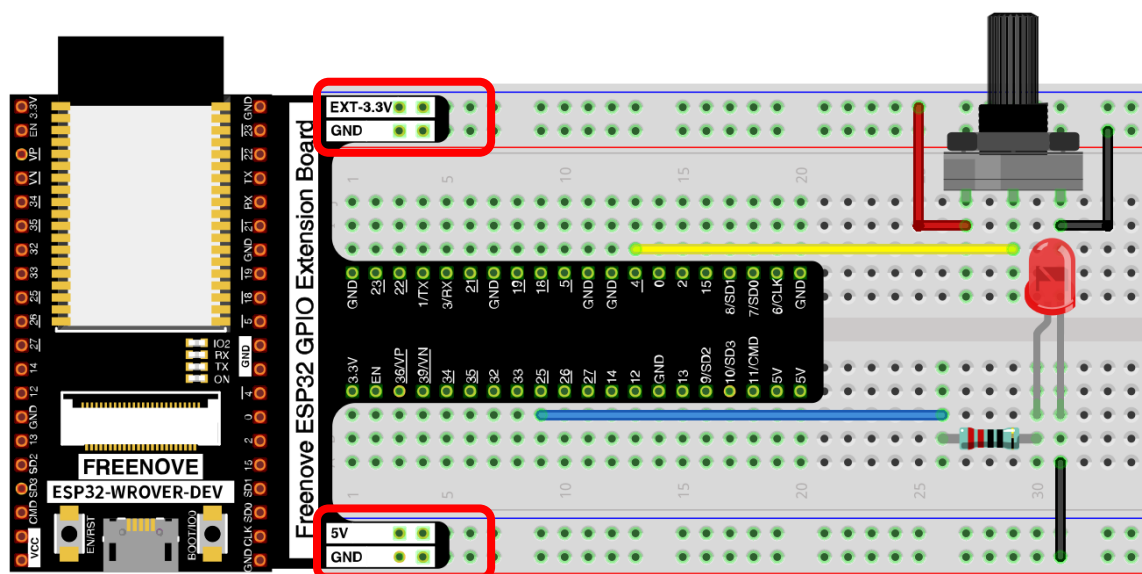 EXT-3.3V
GND
5V
GND
Freenove ESP32 GPIO Extension Board
3.3V
EN
VP
VN
34
35
32
33
25
26
27
14
12
GND
13
SD2
SD3
CMD
VCC
GND
23
22
TX
RX
21
GND
19
18
5
GND
4
0
2
15
SD1
SD0
CLK
GND
IO2
RX
TX
ON
FREENOVE
ESP32-WROVER-DEV
EN/RST
BOOT/IO0
1
5
10
15
20
GND
23
22
1/TX
3/RX
21
GND
19
18
5
GND
GND
4
0
2
15
8/SD1
7/SD0
6/CLK
GND
3.3V
EN
36/VP
39/VN
34
35
32
33
25
26
27
14
12
GND
13
9/SD2
10/SD3
11/CMD
5V
5V
1
5
10
15
20
25
30